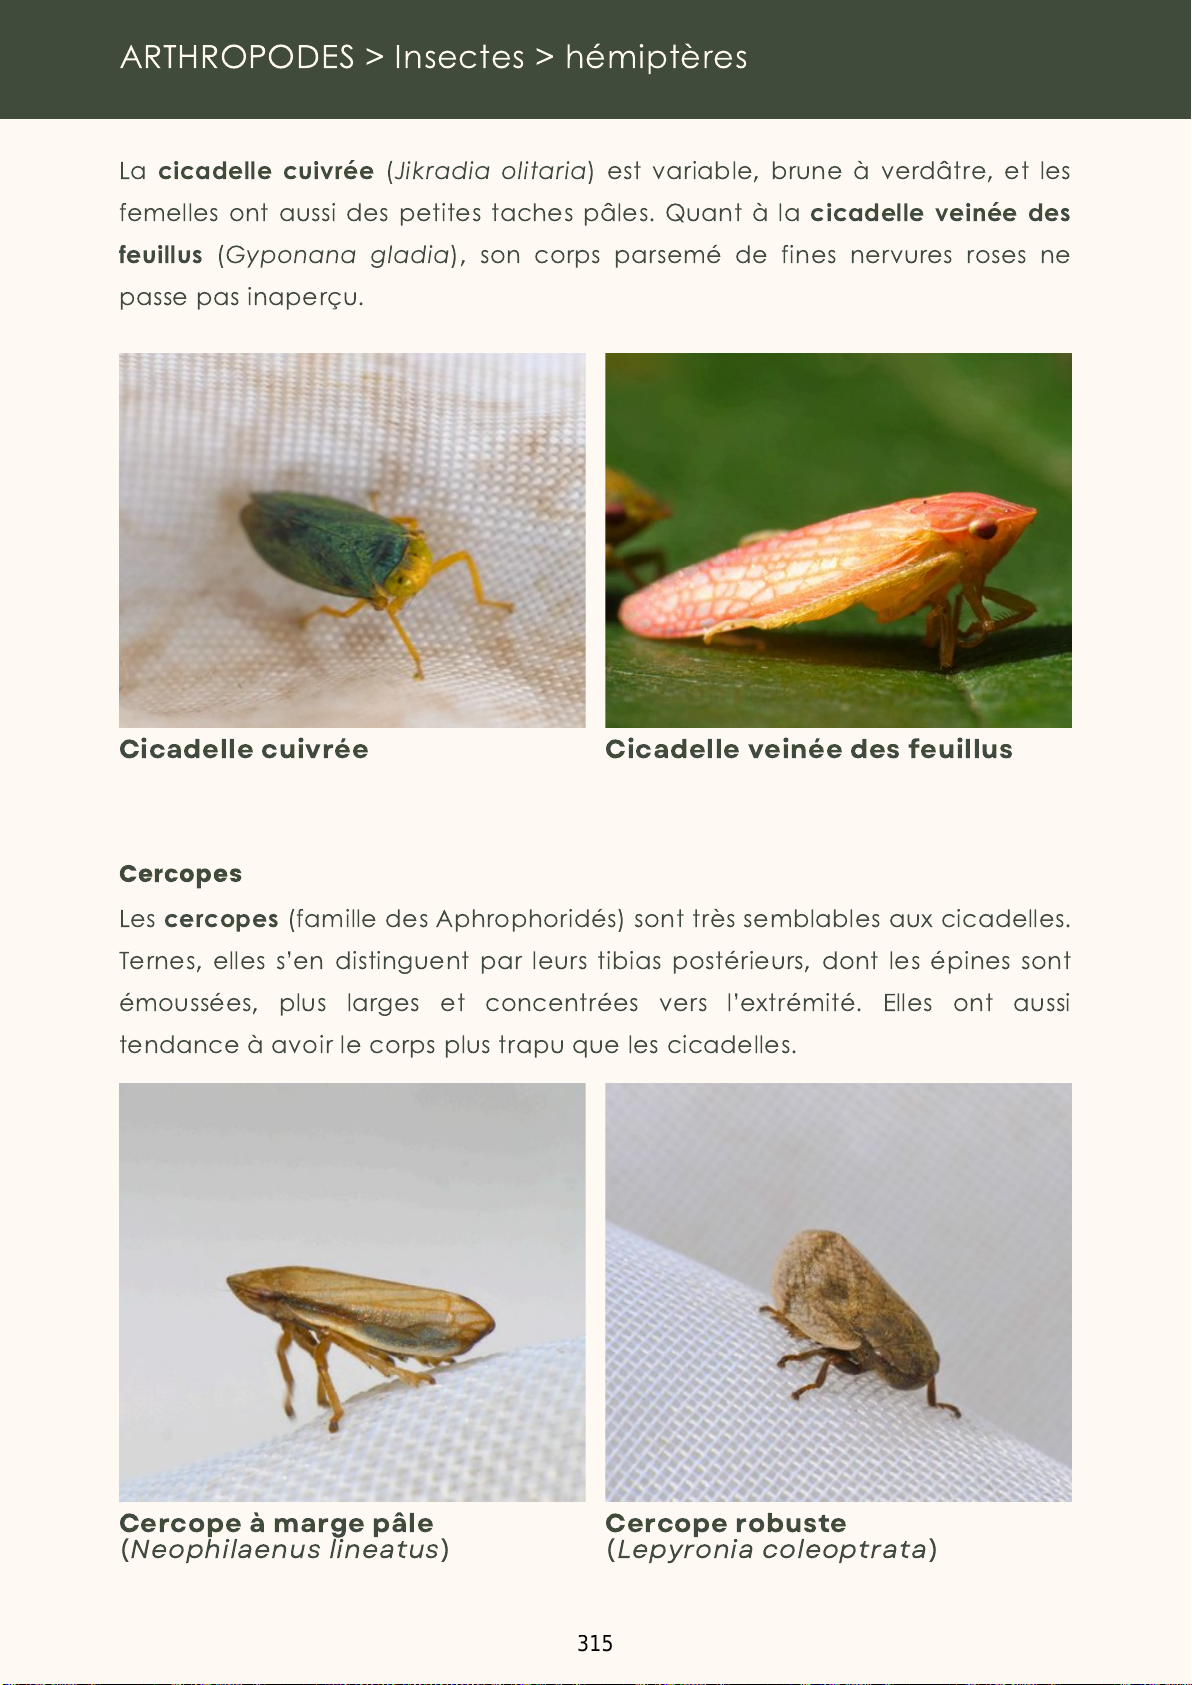 ARTHROPODES > Insectes > hémiptères
La cicadelle cuivrée (Jikradia olitaria) est variable, brune à verdâtre, et les
femelles ont aussi des petites taches pâles. Quant à la cicadelle veinée des
feuillus (Gyponana gladia), son corps parsemé de fines nervures roses ne
passe pas inaperçu.
Cicadelle cuivrée
Cicadelle veinée des feuillus
Cercopes
Les cercopes (famille des Aphrophoridés) sont très semblables aux cicadelles.
Ternes, elles s'en distinguent par leurs tibias postérieurs, dont les épines sont
émoussées, plus larges et concentrées vers l'extrémité. Elles ont aussi
tendance à avoir le corps plus trapu que les cicadelles.
Cercope à marge pâle
(Neophilaenus lineatus)
Cercope robuste
(Lepyronia coleoptrata)
315